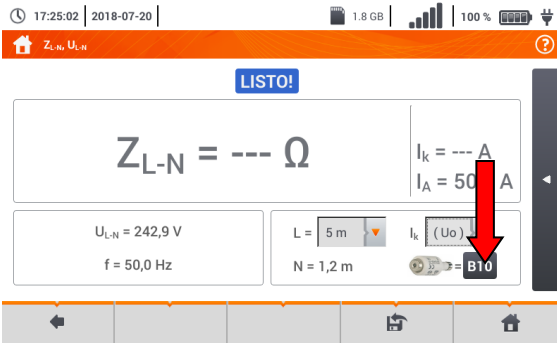 17:25:02 2018-07-20 1.8 GB 100 %
ZL-N, UL-N ?
LISTO!
ZL-N = --- Ω
Ik = --- A
IA = 50 A
UL-N = 242,9 V
f = 50,0 Hz
L = 5 m Ik (Uo)
N = 1,2 m = B10